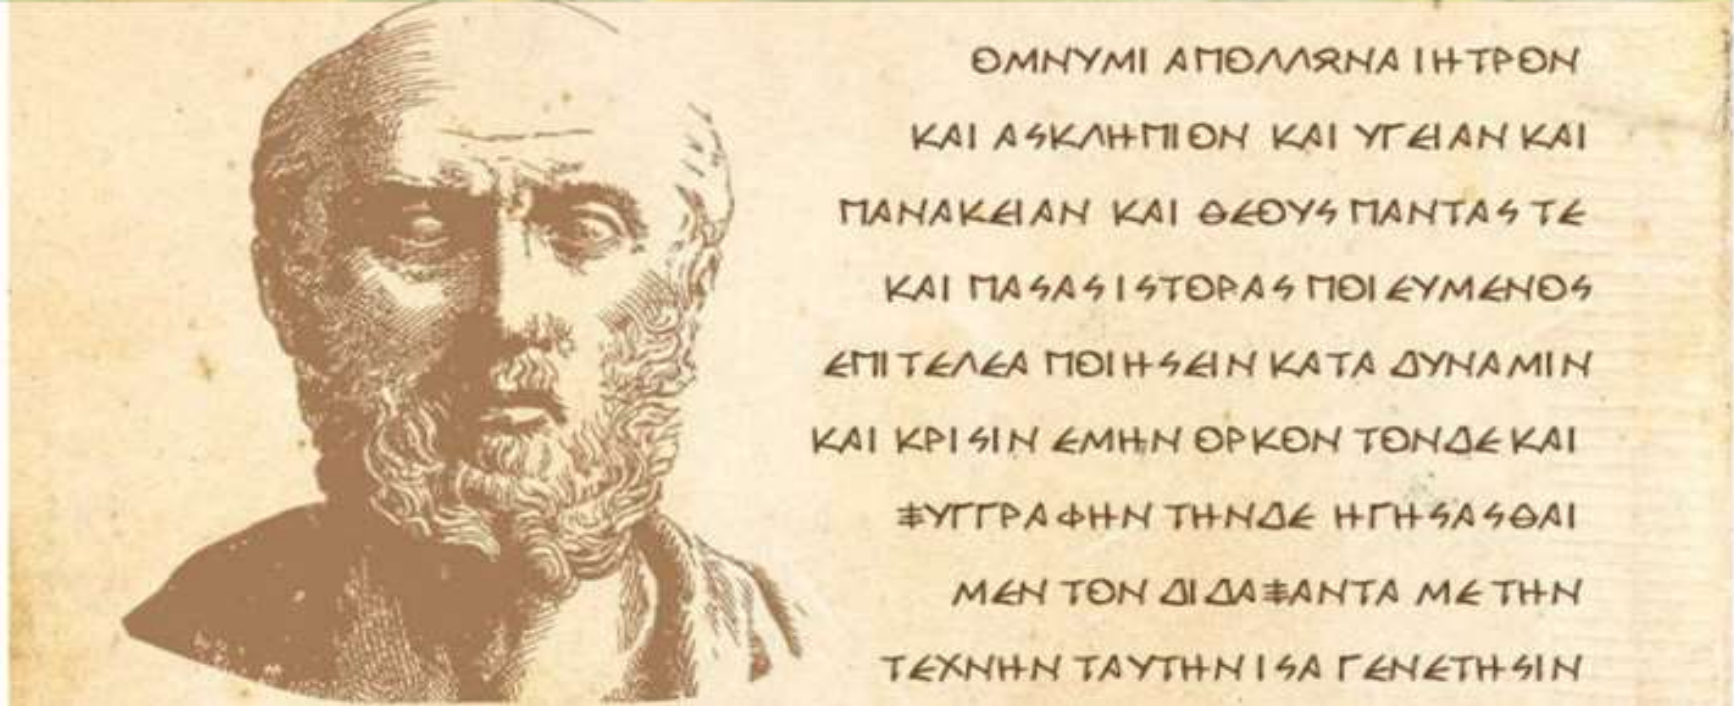 ΟΜΝΥΜΙ ΑΠΟΛΛΩΝΑ ΙΗΤΡΟΝ
ΚΑΙ ΑΣΚΛΗΠΙΟΝ ΚΑΙ ΥΓΕΙΑΝ ΚΑΙ
ΠΑΝΑΚΕΙΑΝ ΚΑΙ ΘΕΟΥΣ ΠΑΝΤΑΣ ΤΕ
ΚΑΙ ΠΑΣΑΣ ΙΣΤΟΡΑΣ ΠΟΙΕΥΜΕΝΟΣ
ΕΠΙΤΕΛΕΑ ΠΟΙΗΣΕΙΝ ΚΑΤΑ ΔΥΝΑΜΙΝ
ΚΑΙ ΚΡΙΣΙΝ ΕΜΗΝ ΟΡΚΟΝ ΤΟΝΔΕ ΚΑΙ
ΞΥΓΓΡΑΦΗΝ ΤΗΝΔΕ ΗΓΗΣΑΣΘΑΙ
ΜΕΝ ΤΟΝ ΔΙΔΑΞΑΝΤΑ ΜΕ ΤΗΝ
ΤΕΧΝΗΝ ΤΑΥΤΗΝ ΙΣΑ ΓΕΝΕΤΗΣΙΝ